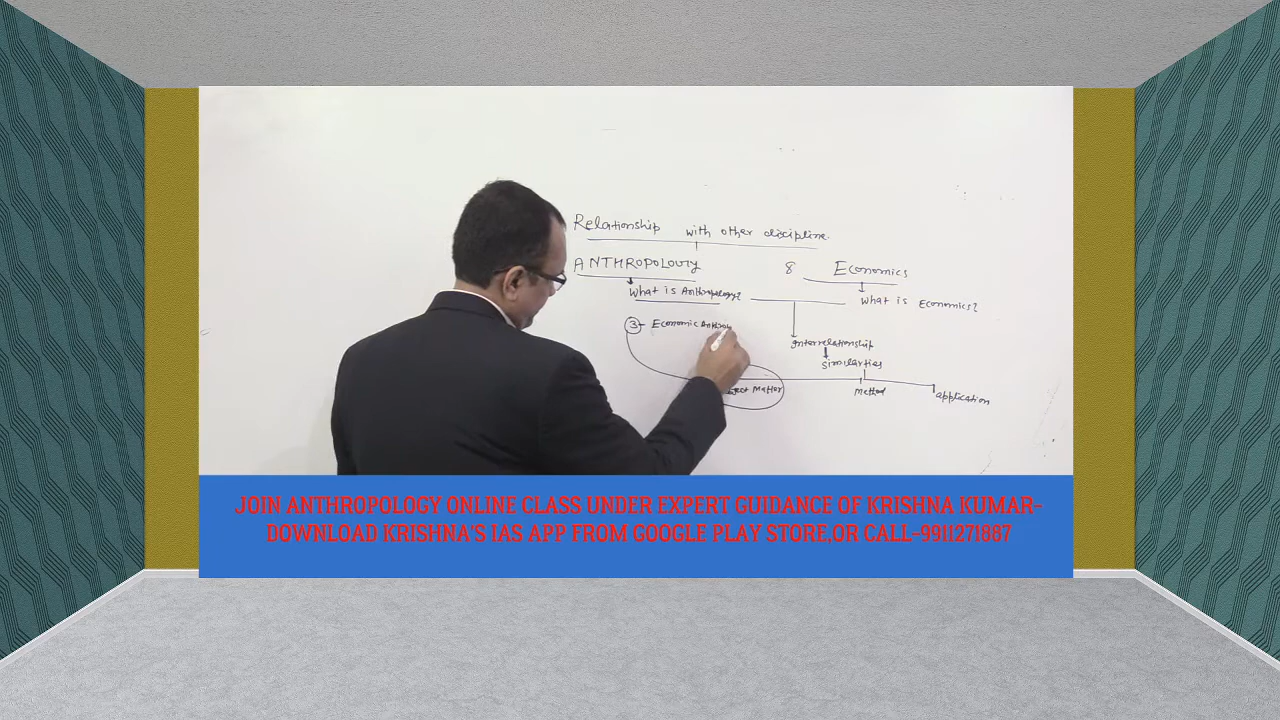 Relationship with other discipline.
ANTHROPOLOGY & Economics
What is Anthropology? What is Economics?
3- Economic Anthrop
Interrelationship
Similarties
Matter Method application
JOIN ANTHROPOLOGY ONLINE CLASS UNDER EXPERT GUIDANCE OF KRISHNA KUMAR-
DOWNLOAD KRISHNA'S IAS APP FROM GOOGLE PLAY STORE,OR CALL-9911271887